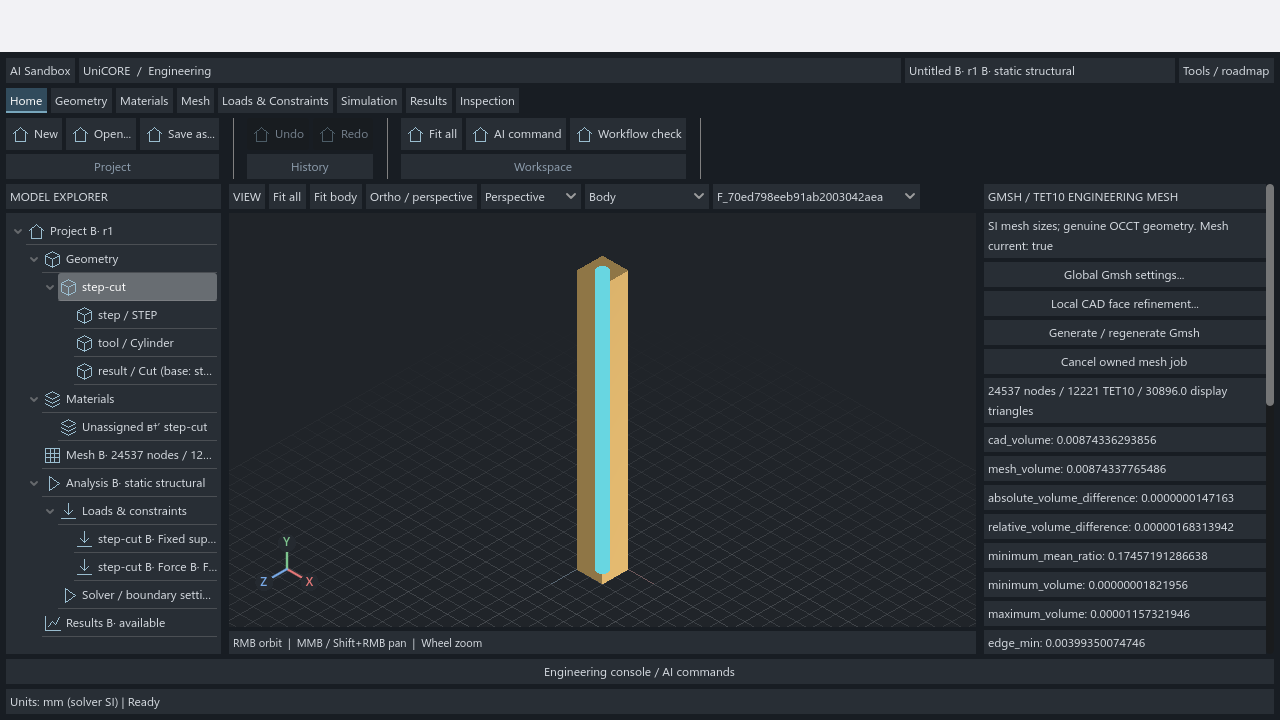 AI Sandbox
UniCORE / Engineering
Untitled В· r1 В· static structural
Tools / roadmap
Home
Geometry
Materials
Mesh
Loads & Constraints
Simulation
Results
Inspection
New
Open...
Save as...
Undo
Redo
Fit all
AI command
Workflow check
Project
History
Workspace
MODEL EXPLORER
VIEW
Fit all
Fit body
Ortho / perspective
Perspective
Body
F_70ed798eeb91ab2003042aea
GMSH / TET10 ENGINEERING MESH
Project В· r1
Geometry
step-cut
step / STEP
tool / Cylinder
result / Cut (base: st...
Materials
Unassigned в†' step-cut
Mesh В· 24537 nodes / 12...
Analysis В· static structural
Loads & constraints
step-cut В· Fixed sup...
step-cut В· Force В· F...
Solver / boundary setti...
Results В· available
Y
Z
X
RMB orbit | MMB / Shift+RMB pan | Wheel zoom
SI mesh sizes; genuine OCCT geometry. Mesh
current: true
Global Gmsh settings...
Local CAD face refinement...
Generate / regenerate Gmsh
Cancel owned mesh job
24537 nodes / 12221 TET10 / 30896.0 display
triangles
cad_volume: 0.00874336293856
mesh_volume: 0.00874337765486
absolute_volume_difference: 0.0000000147163
relative_volume_difference: 0.00000168313942
minimum_mean_ratio: 0.17457191286638
minimum_volume: 0.00000001821956
maximum_volume: 0.00001157321946
edge_min: 0.00399350074746
Engineering console / AI commands
Units: mm (solver SI) | Ready